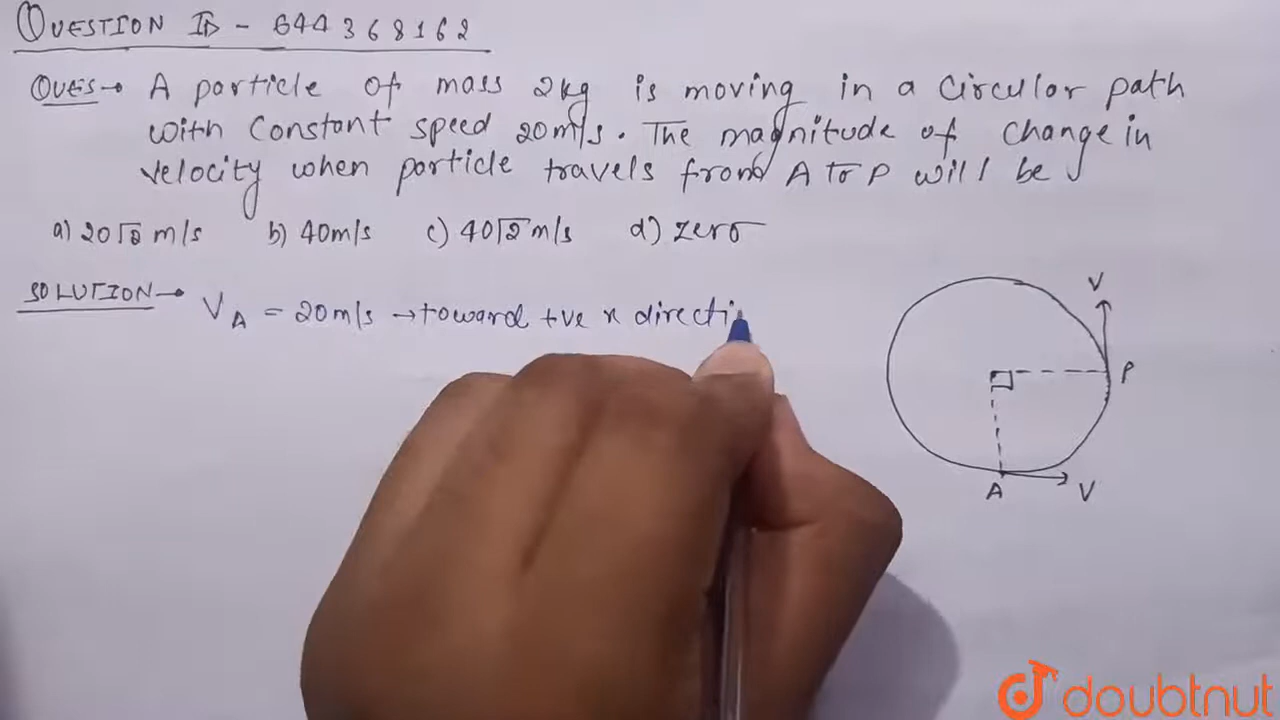 QUESTION ID - 644368162
QUES→ A particle of mass 2kg is moving in a circular path
with constant speed 20m/s. The magnitude of change in
velocity when particle travels from A to P will be
a) 20√2 m/s b) 40m/s c) 40√2 m/s d) zero
SOLUTION→ VA = 20m/s → toward +ve x directi
V
P
A
V
doubtnut